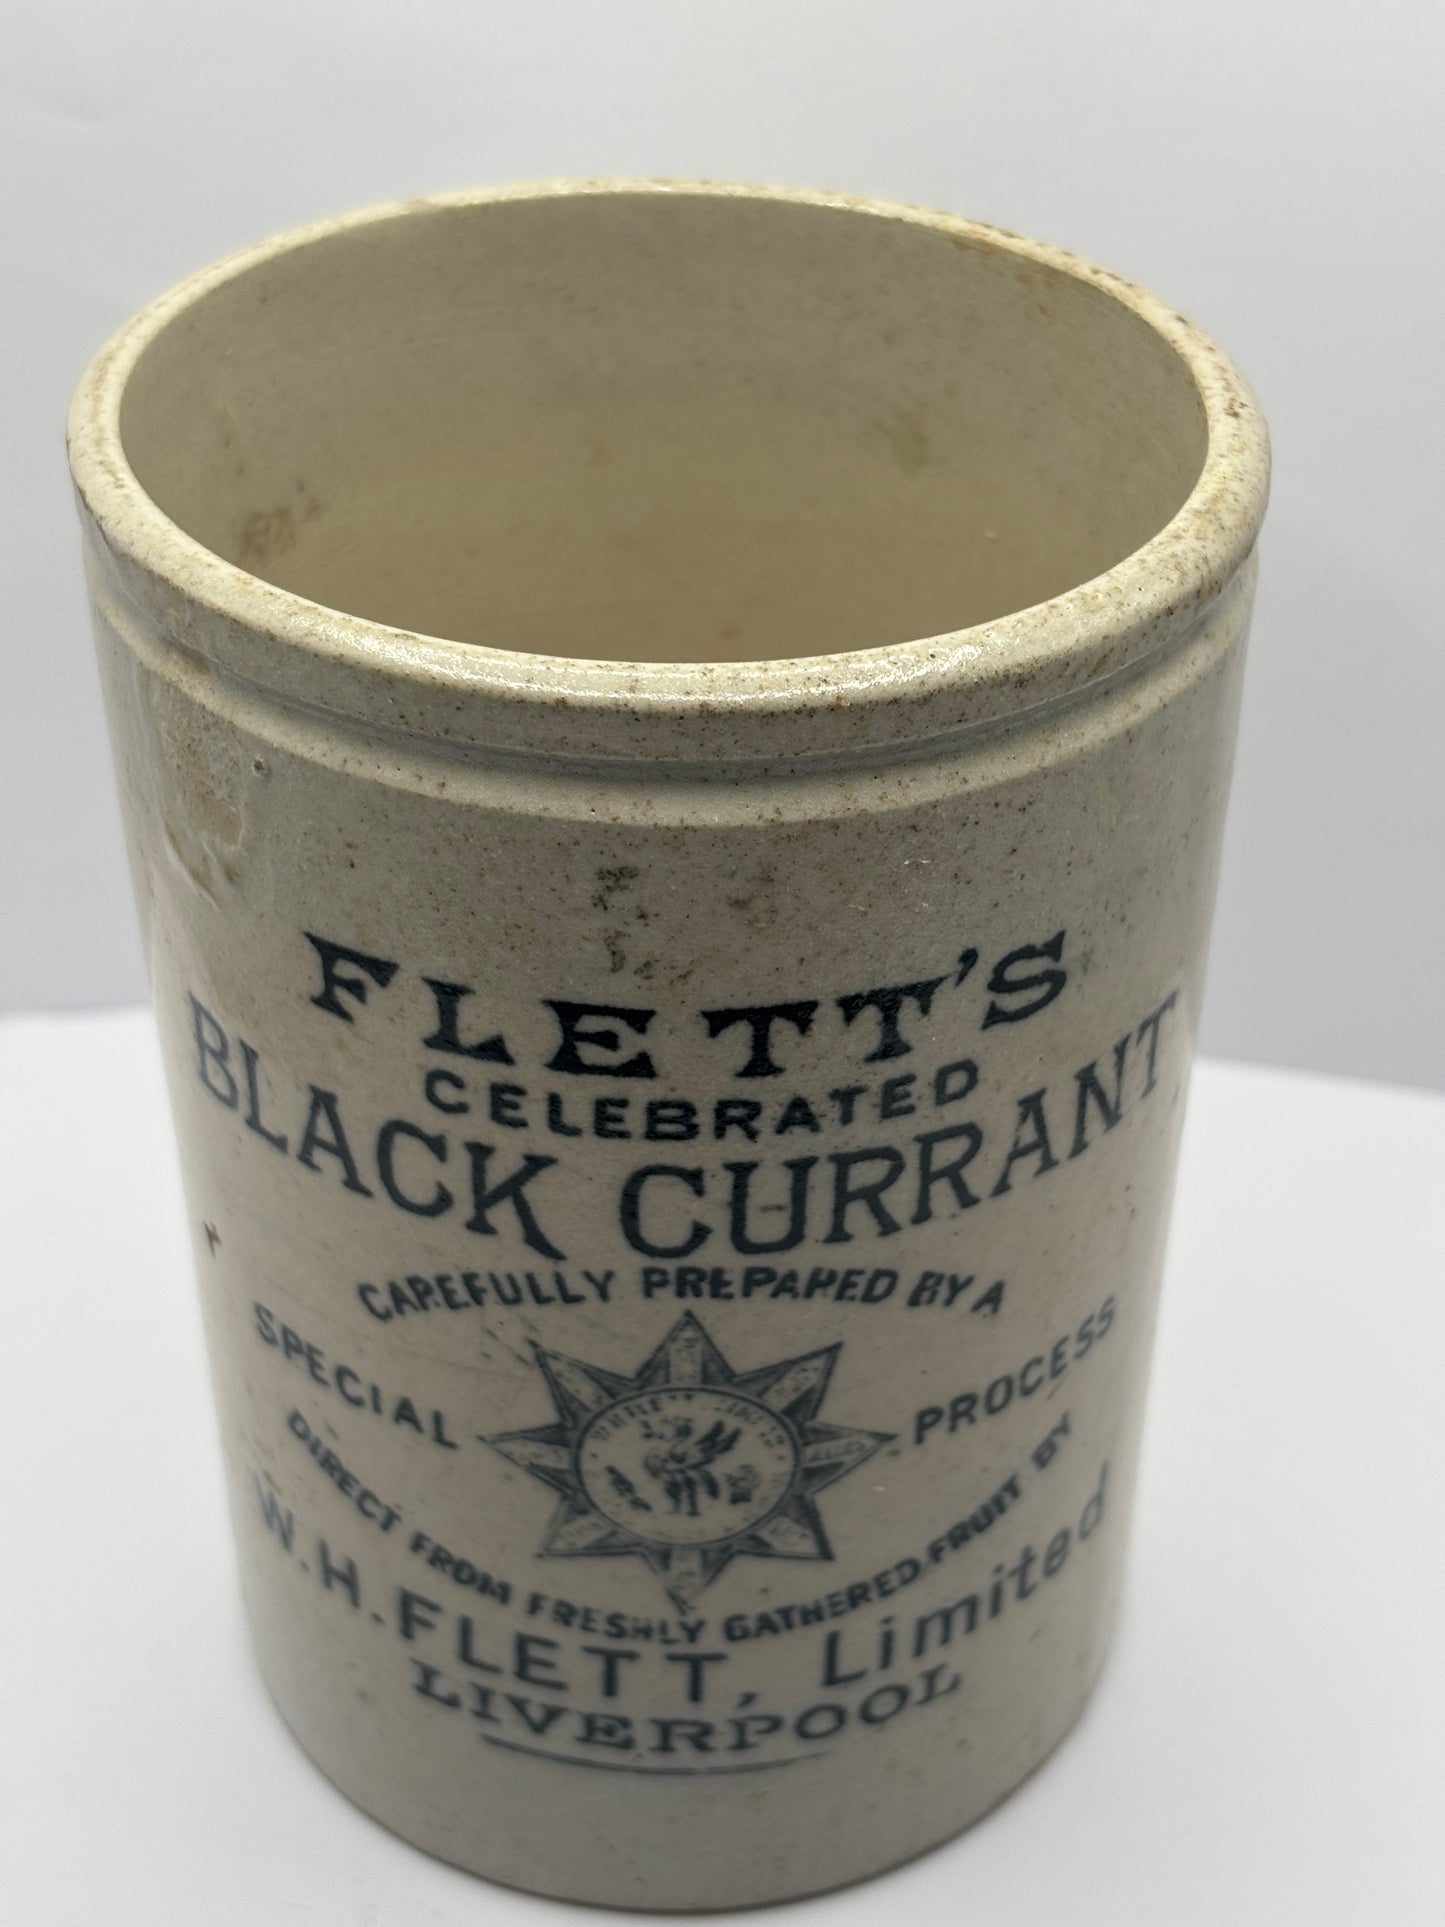 FLETT'S
CELEBRATED
BLACK CURRANT
CAREFULLY PREPARED BY A
SPECIAL PROCESS
DIRECT FROM FRESHLY GATHERED FRUIT BY
W.H.FLETT, Limited
LIVERPOOL